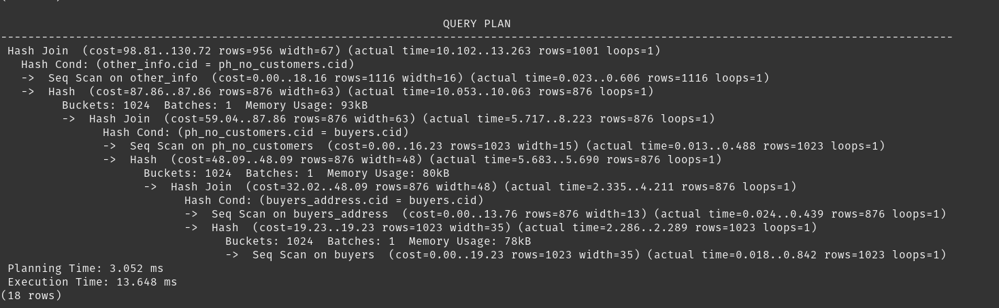 QUERY PLAN
--------------------------------------------------------------------------------------------------------------------------------------------
Hash Join  (cost=98.81..130.72 rows=956 width=67) (actual time=10.102..13.263 rows=1001 loops=1)
  Hash Cond: (other_info.cid = ph_no_customers.cid)
  ->  Seq Scan on other_info  (cost=0.00..18.16 rows=1116 width=16) (actual time=0.023..0.606 rows=1116 loops=1)
  ->  Hash  (cost=87.86..87.86 rows=876 width=63) (actual time=10.053..10.063 rows=876 loops=1)
        Buckets: 1024  Batches: 1  Memory Usage: 93kB
        ->  Hash Join  (cost=59.04..87.86 rows=876 width=63) (actual time=5.717..8.223 rows=876 loops=1)
              Hash Cond: (ph_no_customers.cid = buyers.cid)
              ->  Seq Scan on ph_no_customers  (cost=0.00..16.23 rows=1023 width=15) (actual time=0.013..0.488 rows=1023 loops=1)
              ->  Hash  (cost=48.09..48.09 rows=876 width=48) (actual time=5.683..5.690 rows=876 loops=1)
                    Buckets: 1024  Batches: 1  Memory Usage: 80kB
                    ->  Hash Join  (cost=32.02..48.09 rows=876 width=48) (actual time=2.335..4.211 rows=876 loops=1)
                          Hash Cond: (buyers_address.cid = buyers.cid)
                          ->  Seq Scan on buyers_address  (cost=0.00..13.76 rows=876 width=13) (actual time=0.024..0.439 rows=876 loops=1)
                          ->  Hash  (cost=19.23..19.23 rows=1023 width=35) (actual time=2.286..2.289 rows=1023 loops=1)
                                Buckets: 1024  Batches: 1  Memory Usage: 78kB
                                ->  Seq Scan on buyers  (cost=0.00..19.23 rows=1023 width=35) (actual time=0.018..0.842 rows=1023 loops=1)
Planning Time: 3.052 ms
Execution Time: 13.648 ms
(18 rows)